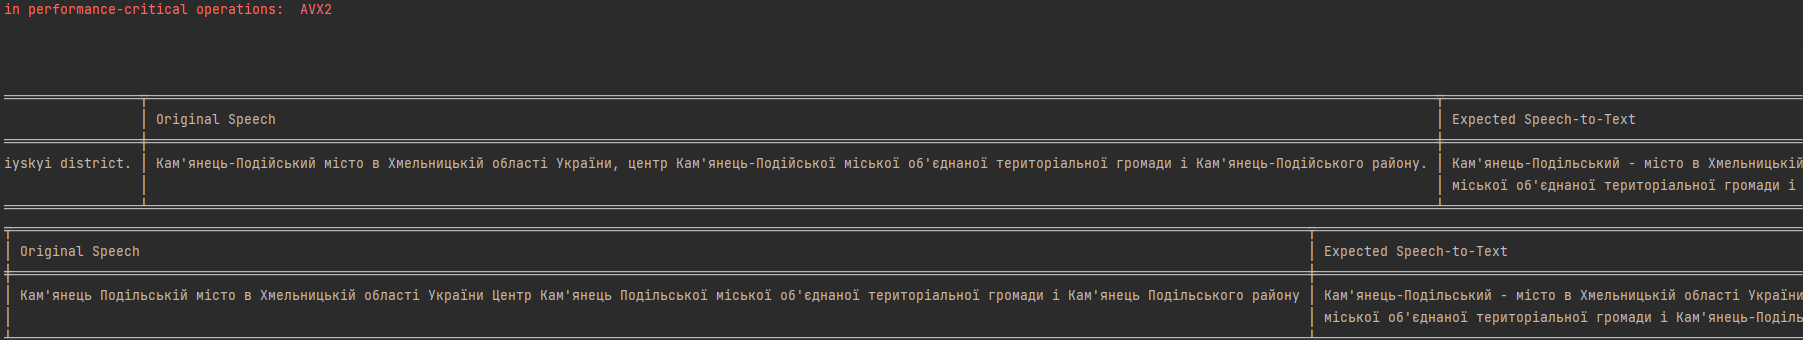 in performance-critical operations:  AVX2
Original Speech
Expected Speech-to-Text
iyskyi district.
Кам'янець-Подійський місто в Хмельницькій області України, центр Кам'янець-Подійської міської об'єднаної територіальної громади і Кам'янець-Подійського району.
Кам'янець-Подільський - місто в Хмельницькій
міської об'єднаної територіальної громади і
Original Speech
Expected Speech-to-Text
Кам'янець Подільській місто в Хмельницькій області України Центр Кам'янець Подільської міської об'єднаної територіальної громади і Кам'янець Подільського району
Кам'янець-Подільський - місто в Хмельницькій області України
міської об'єднаної територіальної громади і Кам'янець-Подiль